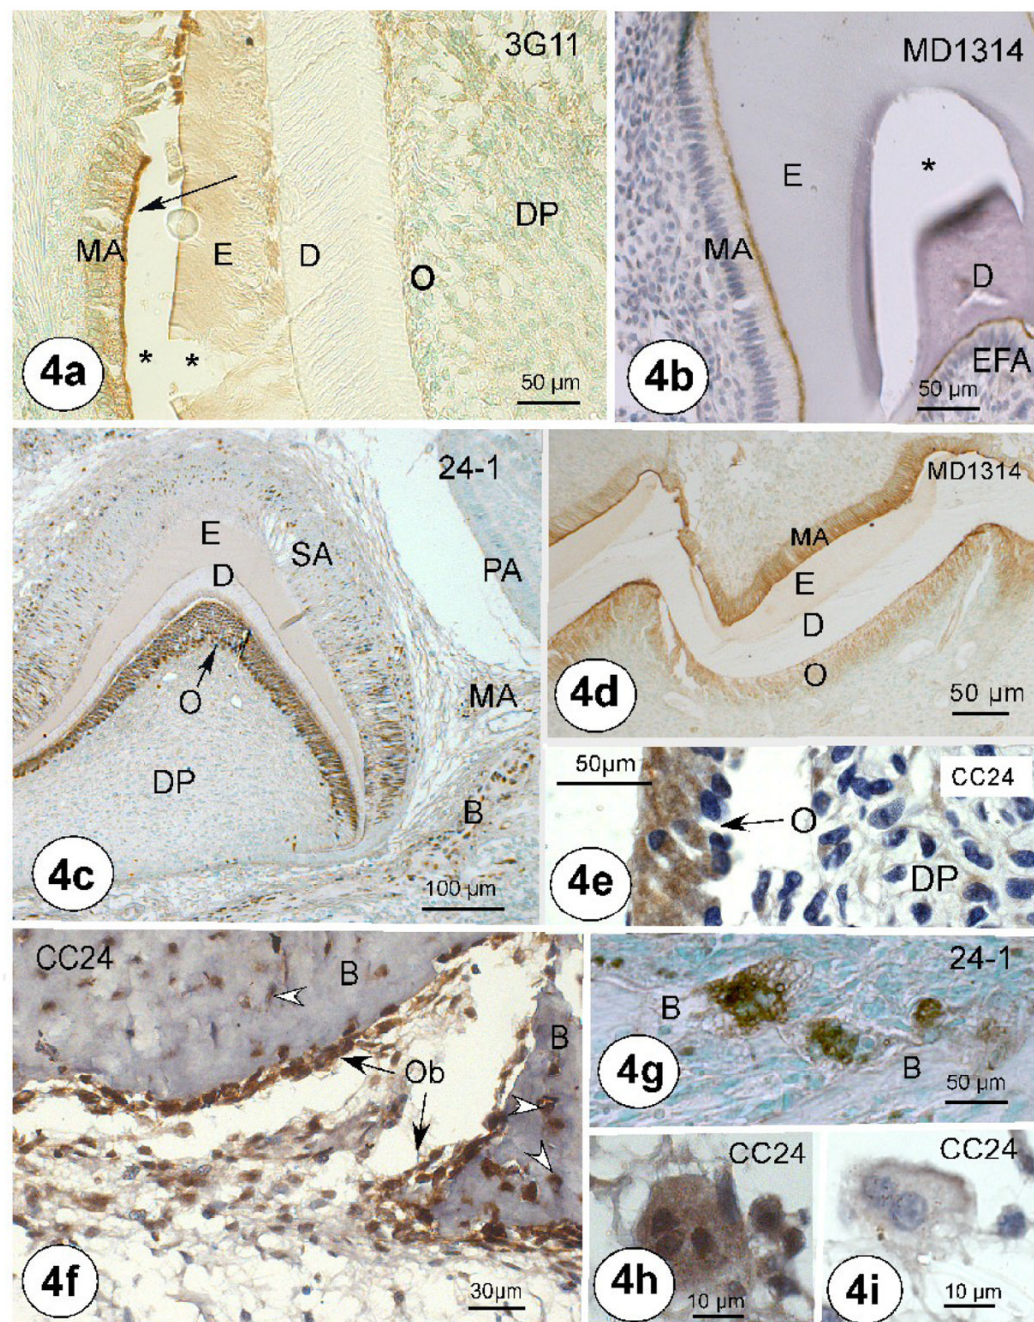 3G11
MA
E
D
O
DP
*
*
4a
50 µm
MD1314
E
*
MA
D
EFA
4b
50 µm
24-1
E
SA
D
PA
O
MA
DP
B
4c
100 µm
MD1314
MA
E
D
O
4d
50 µm
50µm
CC24
O
4e
DP
CC24
B
B
Ob
4f
30µm
24-1
B
4g
B
50 µm
CC24
4h
10 µm
CC24
4i
10 µm